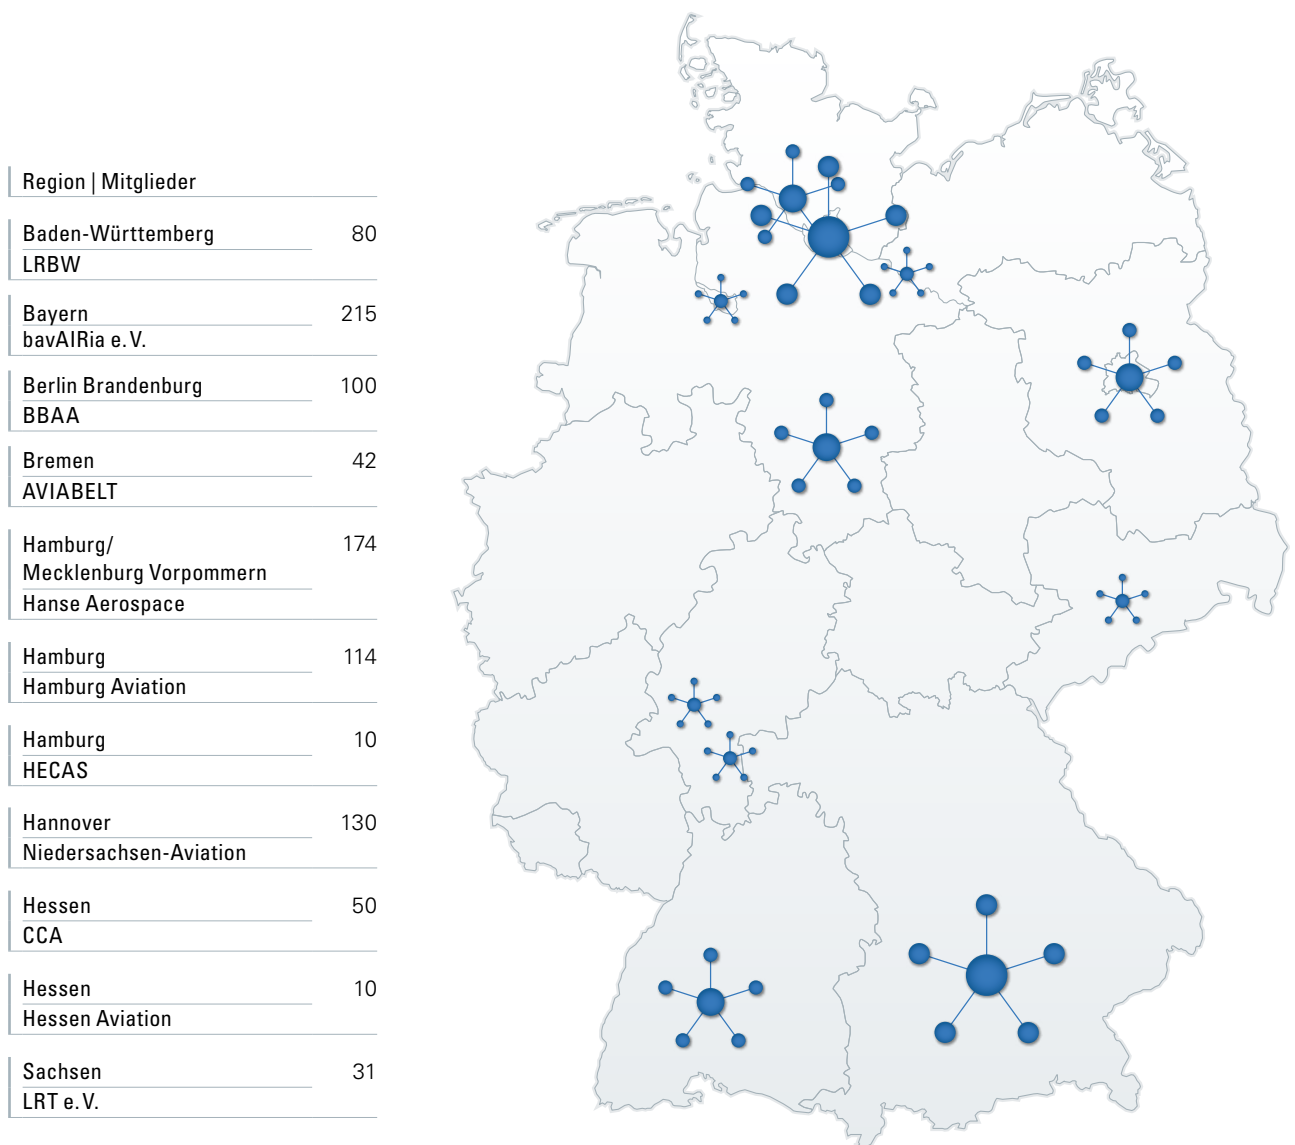 Region | Mitglieder
Baden-Württemberg 80
LRBW
Bayern 215
bavAIRia e. V.
Berlin Brandenburg 100
BBAA
Bremen 42
AVIABELT
Hamburg/ 174
Mecklenburg Vorpommern
Hanse Aerospace
Hamburg 114
Hamburg Aviation
Hamburg 10
HECAS
Hannover 130
Niedersachsen-Aviation
Hessen 50
CCA
Hessen 10
Hessen Aviation
Sachsen 31
LRT e. V.